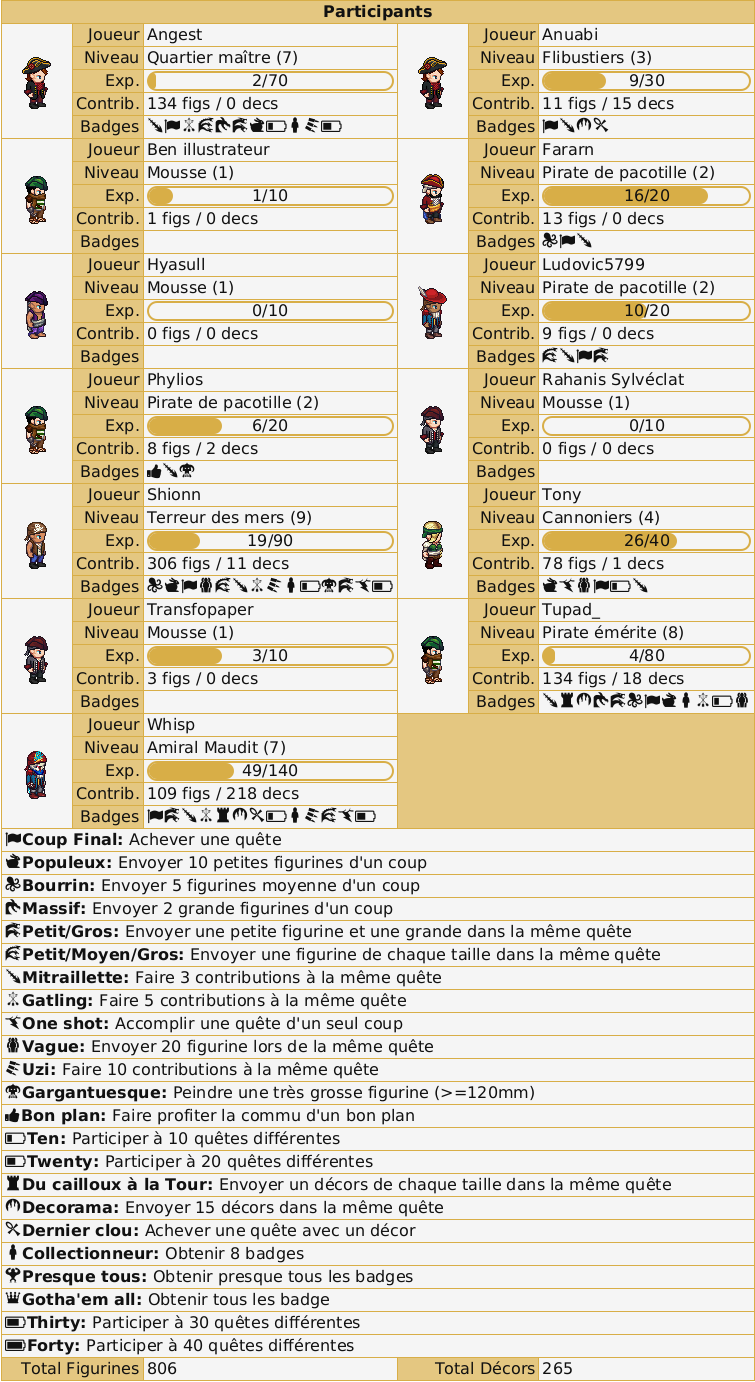 Participants
Joueur Angest
Niveau Quartier maître (7)
Exp. 2/70
Contrib. 134 figs / 0 decs
Badges
Joueur Anuabi
Niveau Flibustiers (3)
Exp. 9/30
Contrib. 11 figs / 15 decs
Badges
Joueur Ben illustrateur
Niveau Mousse (1)
Exp. 1/10
Contrib. 1 figs / 0 decs
Badges
Joueur Fararn
Niveau Pirate de pacotille (2)
Exp. 16/20
Contrib. 13 figs / 0 decs
Badges
Joueur Hyasull
Niveau Mousse (1)
Exp. 0/10
Contrib. 0 figs / 0 decs
Badges
Joueur Ludovic5799
Niveau Pirate de pacotille (2)
Exp. 10/20
Contrib. 9 figs / 0 decs
Badges
Joueur Phylios
Niveau Pirate de pacotille (2)
Exp. 6/20
Contrib. 8 figs / 2 decs
Badges
Joueur Rahanis Sylvéclat
Niveau Mousse (1)
Exp. 0/10
Contrib. 0 figs / 0 decs
Badges
Joueur Shionn
Niveau Terreur des mers (9)
Exp. 19/90
Contrib. 306 figs / 11 decs
Badges
Joueur Tony
Niveau Cannoniers (4)
Exp. 26/40
Contrib. 78 figs / 1 decs
Badges
Joueur Transfopaper
Niveau Mousse (1)
Exp. 3/10
Contrib. 3 figs / 0 decs
Badges
Joueur Tupad_
Niveau Pirate émérite (8)
Exp. 4/80
Contrib. 134 figs / 18 decs
Badges
Joueur Whisp
Niveau Amiral Maudit (7)
Exp. 49/140
Contrib. 109 figs / 218 decs
Badges
Coup Final: Achever une quête
Populeux: Envoyer 10 petites figurines d'un coup
Bourrin: Envoyer 5 figurines moyenne d'un coup
Massif: Envoyer 2 grande figurines d'un coup
Petit/Gros: Envoyer une petite figurine et une grande dans la même quête
Petit/Moyen/Gros: Envoyer une figurine de chaque taille dans la même quête
Mitraillette: Faire 3 contributions à la même quête
Gatling: Faire 5 contributions à la même quête
One shot: Accomplir une quête d'un seul coup
Vague: Envoyer 20 figurine lors de la même quête
Uzi: Faire 10 contributions à la même quête
Gargantuesque: Peindre une très grosse figurine (>=120mm)
Bon plan: Faire profiter la commu d'un bon plan
Ten: Participer à 10 quêtes différentes
Twenty: Participer à 20 quêtes différentes
Du cailloux à la Tour: Envoyer un décors de chaque taille dans la même quête
Decorama: Envoyer 15 décors dans la même quête
Dernier clou: Achever une quête avec un décor
Collectionneur: Obtenir 8 badges
Presque tous: Obtenir presque tous les badges
Gotha'em all: Obtenir tous les badge
Thirty: Participer à 30 quêtes différentes
Forty: Participer à 40 quêtes différentes
Total Figurines 806
Total Décors 265